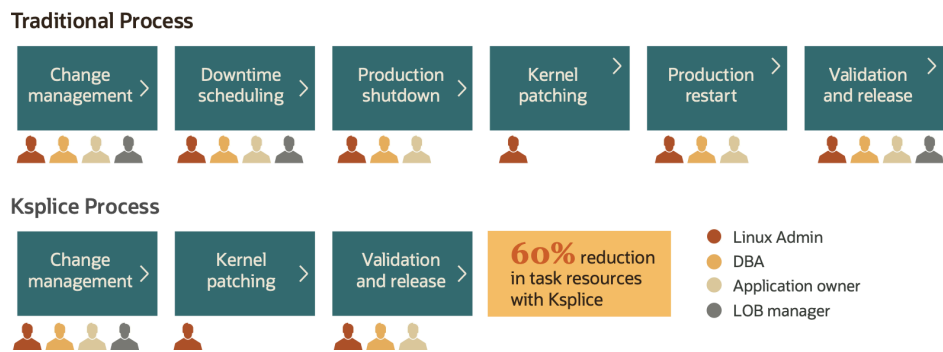 Traditional Process
Change
management
Downtime
scheduling
Production
shutdown
Kernel
patching
Production
restart
Validation
and release
Ksplice Process
Change
management
Kernel
patching
Validation
and release
60% reduction
in task resources
with Ksplice
Linux Admin
DBA
Application owner
LOB manager